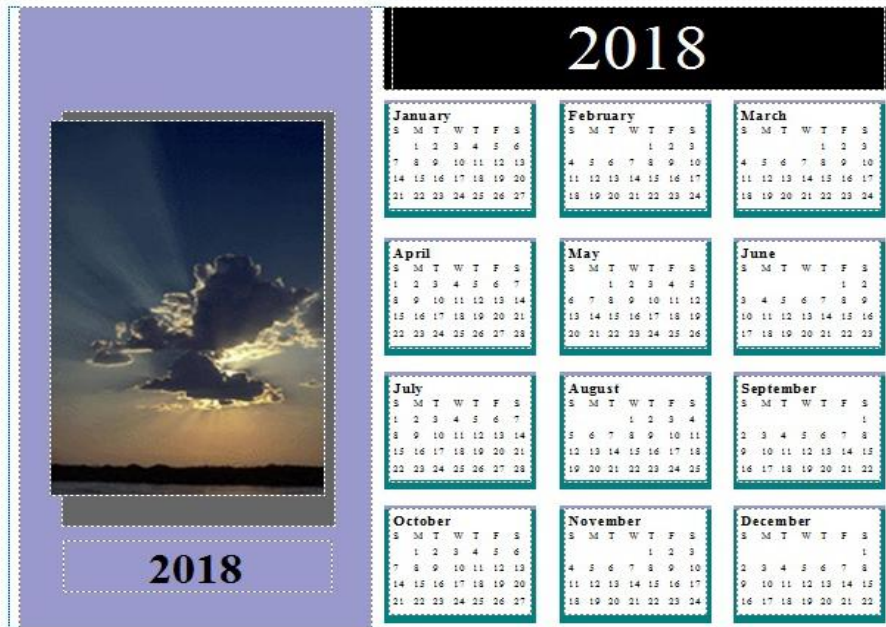 2018
2018
January
S M T W T F S
1 2 3 4 5 6
7 8 9 10 11 12 13
14 15 16 17 18 19 20
21 22 23 24 25 26 27
February
S M T W T F S
1 2 3
4 5 6 7 8 9 10
11 12 13 14 15 16 17
18 19 20 21 22 23 24
March
S M T W T F S
1 2 3
4 5 6 7 8 9 10
11 12 13 14 15 16 17
18 19 20 21 22 23 24
April
S M T W T F S
1 2 3 4 5 6 7
8 9 10 11 12 13 14
15 16 17 18 19 20 21
22 23 24 25 26 27 28
May
S M T W T F S
1 2 3 4 5
6 7 8 9 10 11 12
13 14 15 16 17 18 19
20 21 22 23 24 25 26
June
S M T W T F S
1 2
3 4 5 6 7 8 9
10 11 12 13 14 15 16
17 18 19 20 21 22 23
July
S M T W T F S
1 2 3 4 5 6 7
8 9 10 11 12 13 14
15 16 17 18 19 20 21
22 23 24 25 26 27 28
August
S M T W T F S
1 2 3 4
5 6 7 8 9 10 11
12 13 14 15 16 17 18
19 20 21 22 23 24 25
September
S M T W T F S
1
2 3 4 5 6 7 8
9 10 11 12 13 14 15
16 17 18 19 20 21 22
October
S M T W T F S
1 2 3 4 5 6
7 8 9 10 11 12 13
14 15 16 17 18 19 20
21 22 23 24 25 26 27
November
S M T W T F S
1 2 3
4 5 6 7 8 9 10
11 12 13 14 15 16 17
18 19 20 21 22 23 24
December
S M T W T F S
1
2 3 4 5 6 7 8
9 10 11 12 13 14 15
16 17 18 19 20 21 22